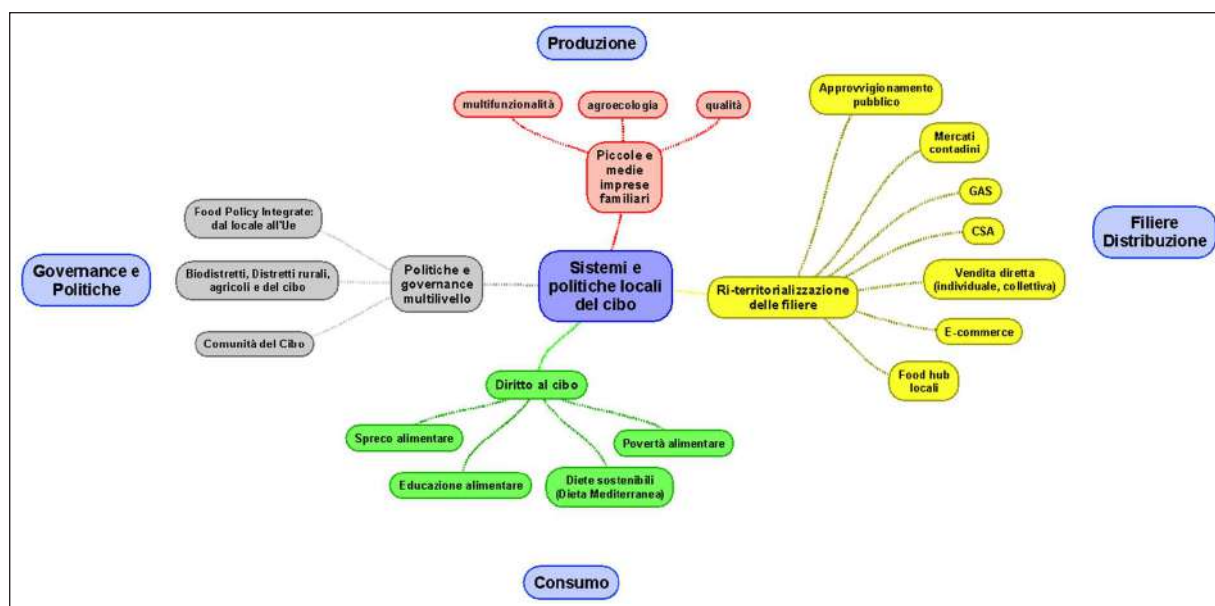 Produzione
multifunzionalità
agroecologia
qualità
Piccole e
medie
imprese
familiari
Approvvigionamento
pubblico
Mercati
contadini
GAS
CSA
Vendita diretta
(individuale, collettiva)
E-commerce
Food hub
locali
Ri-territorializzazione
delle filiere
Filiere
Distribuzione
Food Policy Integrate:
dal locale all'Ue
Biodistretti, Distretti rurali,
agricoli e del cibo
Comunità del Cibo
Politiche e
governance
multilivello
Governance e
Politiche
Sistemi e
politiche locali
del cibo
Diritto al cibo
Spreco alimentare
Educazione alimentare
Diete sostenibili
(Dieta Mediterranea)
Povertà alimentare
Consumo